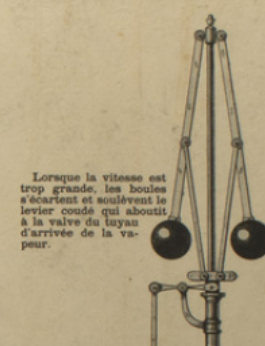 Lorsque la vitesse est
trop grande, les boules
s'écartent et soulèvent le
levier coudé qui aboutit
à la valve du tuyau
d'arrivée de la va-
peur.